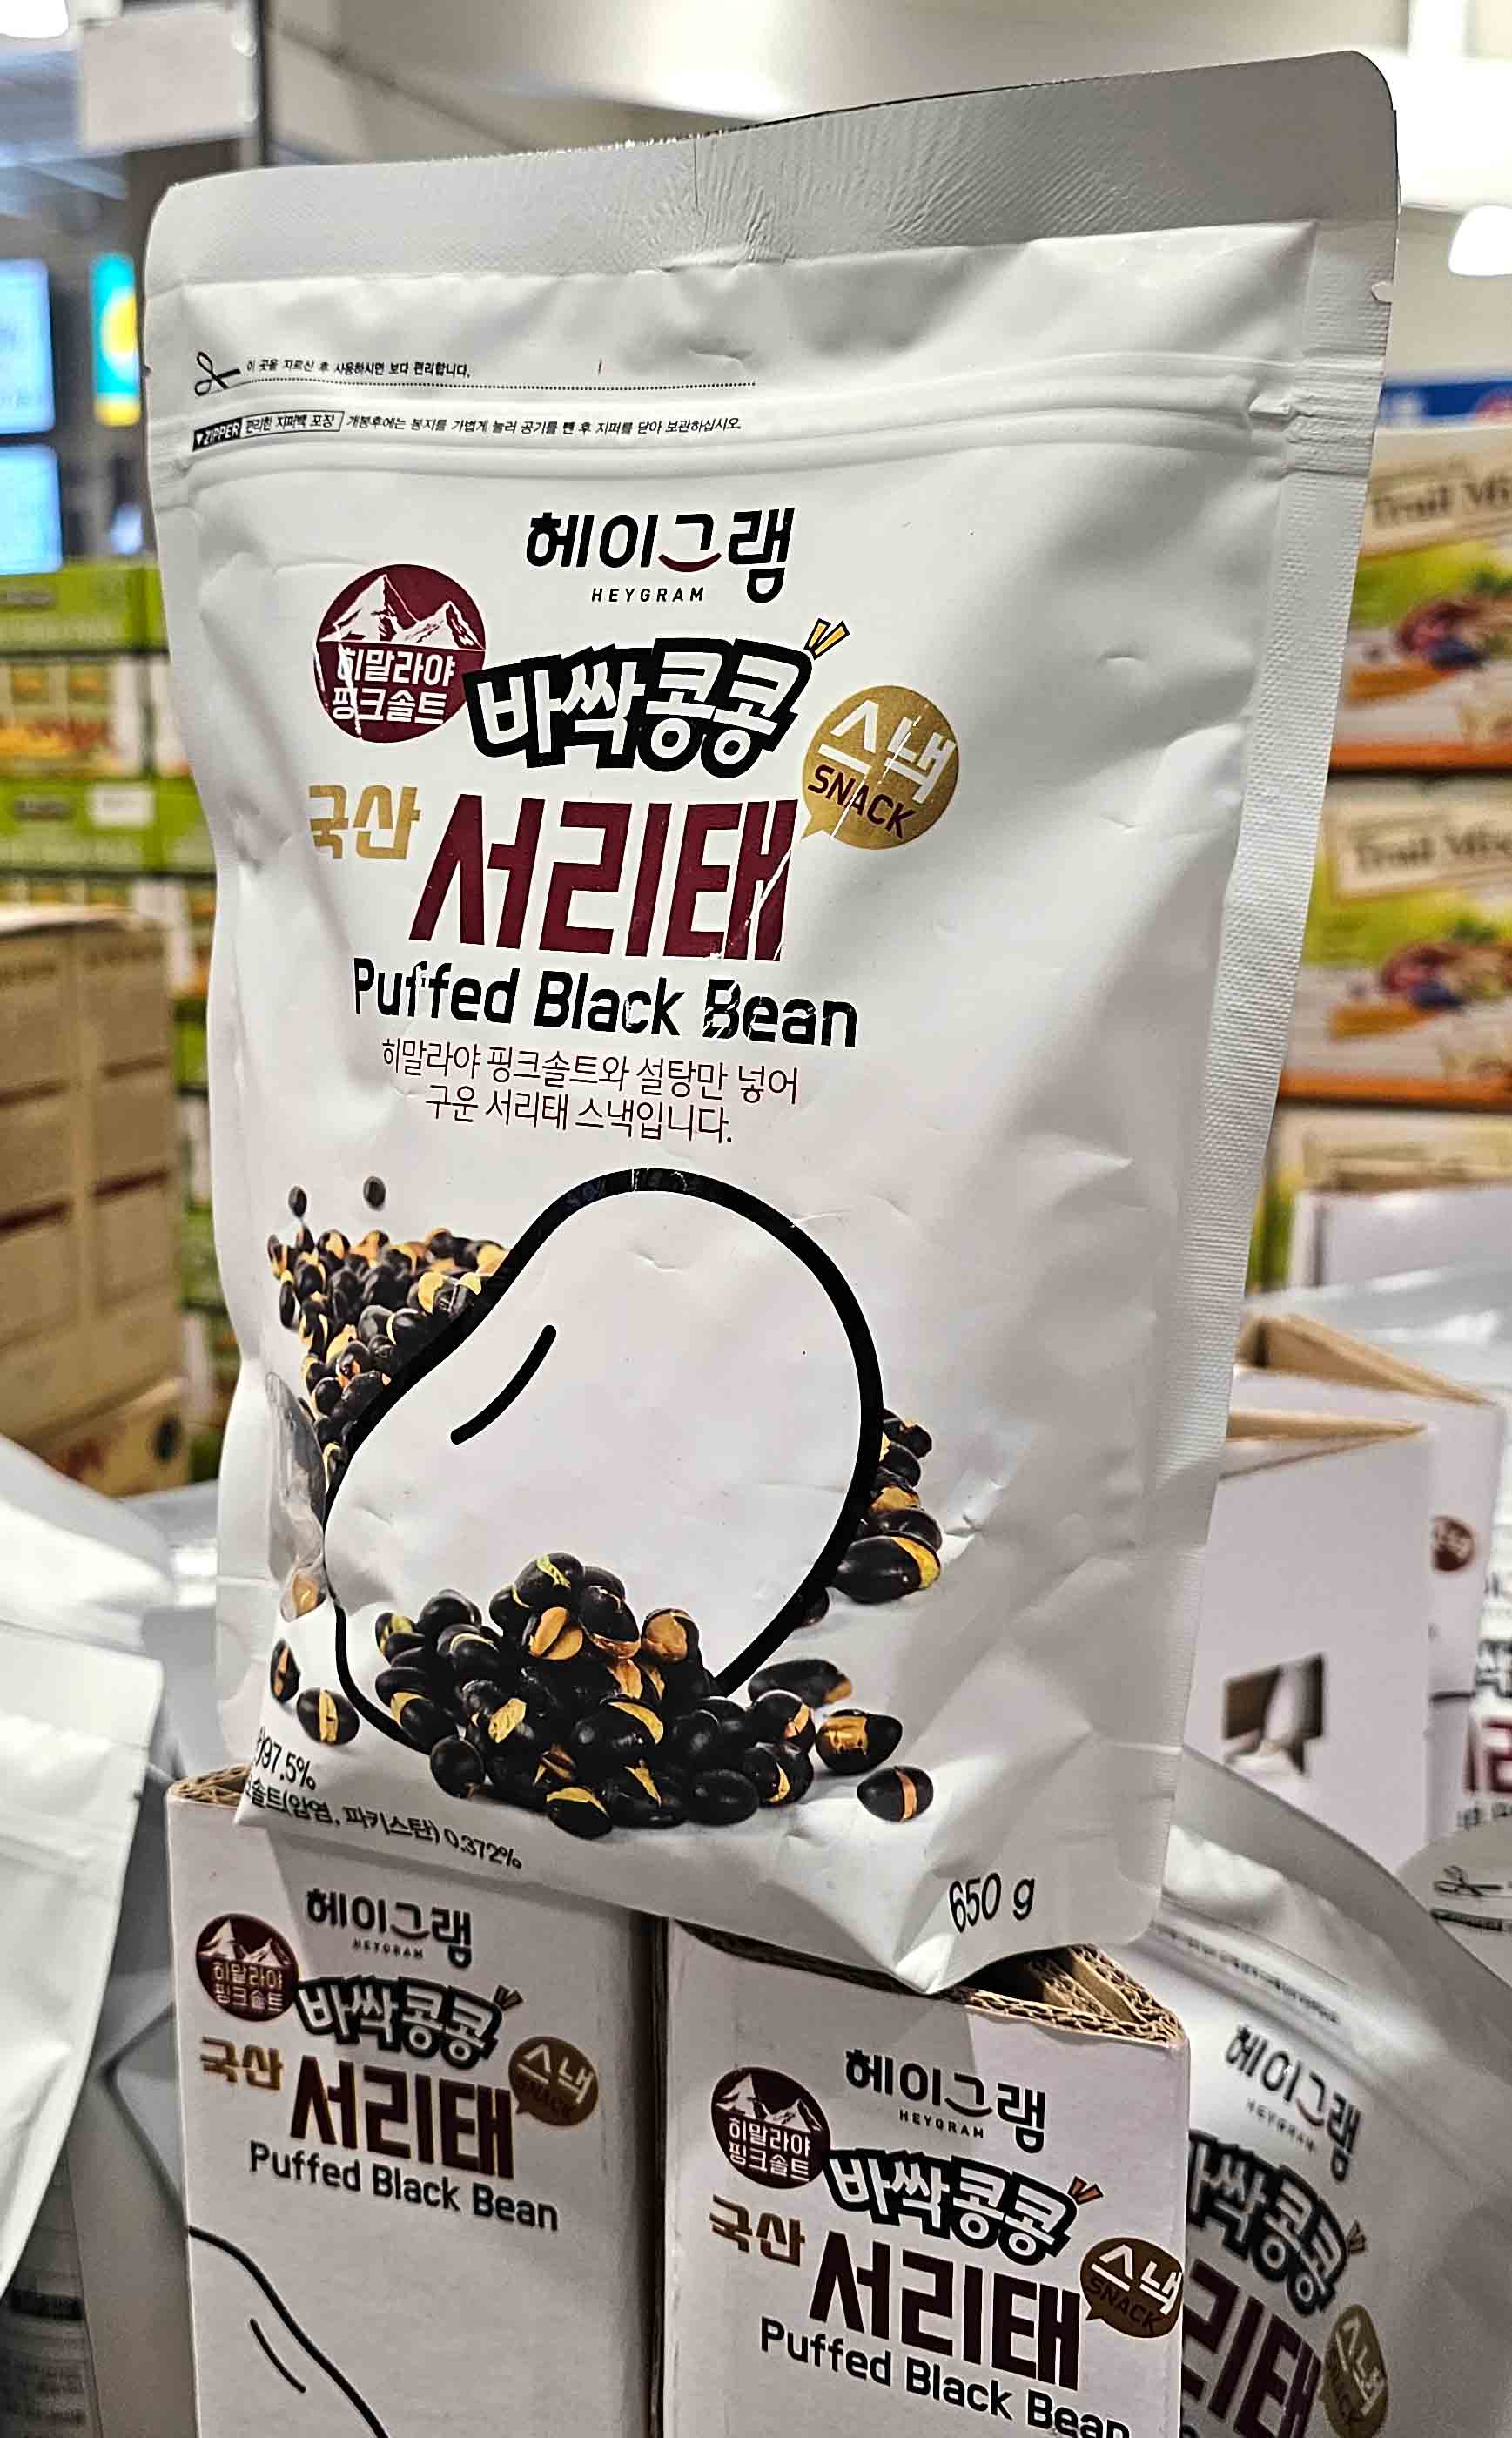 이 곳을 자르신 후 사용하시면 보다 편리합니다.
▼ZIPPER 편리한 지퍼백 포장 개봉후에는 봉지를 가볍게 눌러 공기를 뺀 후 지퍼를 닫아 보관하십시오.
헤이그램
HEYGRAM
히말라야
핑크솔트
바싹콩콩
스낵
SNACK
국산 서리태
Puffed Black Bean
히말라야 핑크솔트와 설탕만 넣어
구운 서리태 스낵입니다.
97.5%
솔트(암염, 파키스탄) 0.372%
650 g
헤이그램
HEYGRAM
히말라야
핑크솔트
바싹콩콩
스낵
SNACK
국산 서리태
Puffed Black Bean
헤이그램
HEYGRAM
히말라야
핑크솔트
바싹콩콩
스낵
SNACK
국산 서리태
Puffed Black Bean
헤이그램
HEYGRAM
싹콩콩
스낵
리태
Trail Mix